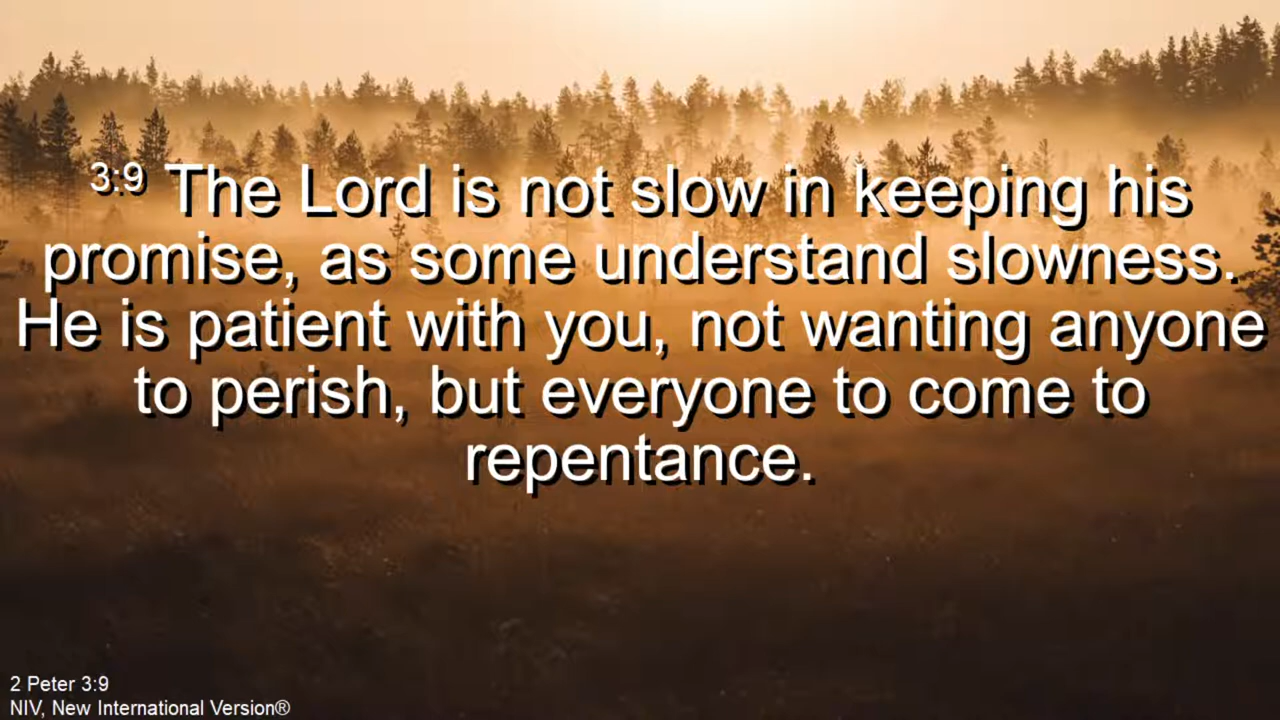 3:9 The Lord is not slow in keeping his
promise, as some understand slowness.
He is patient with you, not wanting anyone
to perish, but everyone to come to
repentance.
2 Peter 3:9
NIV, New International Version®